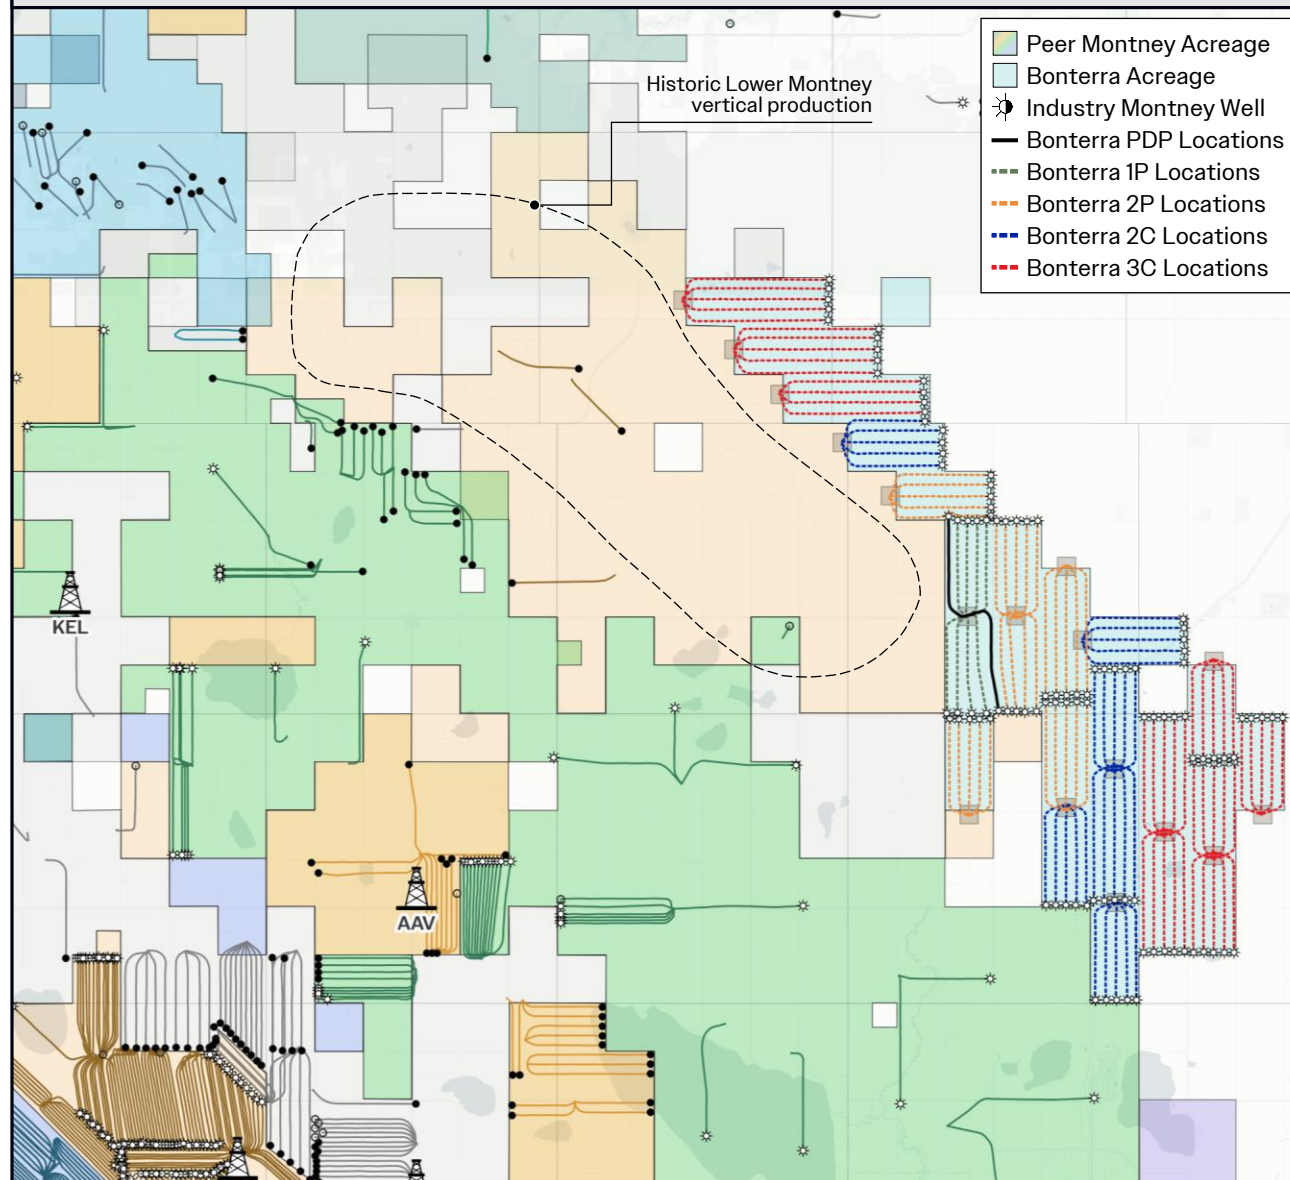 Historic Lower Montney
vertical production
Peer Montney Acreage
Bonterra Acreage
Industry Montney Well
Bonterra PDP Locations
Bonterra 1P Locations
Bonterra 2P Locations
Bonterra 2C Locations
Bonterra 3C Locations
KEL
AAV